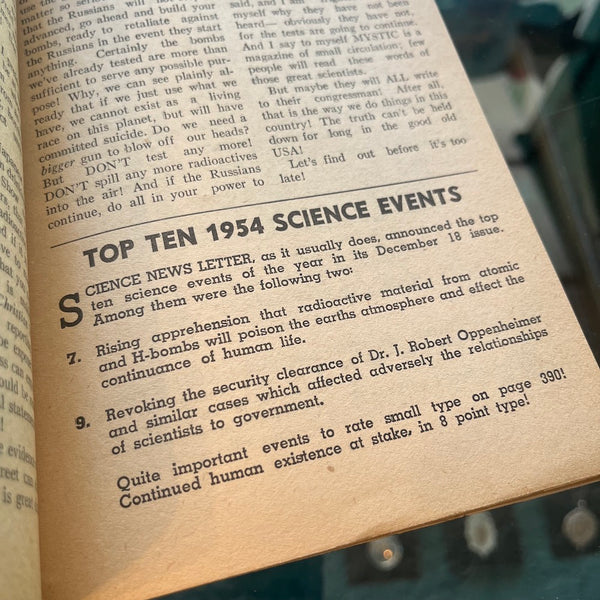 that the Russians will not
advanced, go ahead and build your
bombs, ready to retaliate against
the Russians in the event they start
anything. Certainly the bombs
we've already tested are more than
sufficient to serve any possible pur-
pose! Why, we can see plainly al-
ready that if we just use what we
have, we cannot exist as a living
race on this planet, but will have
committed suicide. Do we need a
bigger gun to blow off our heads?
But DON'T test any more!
DON'T spill any more radioactives
into the air! And if the Russians
continue, do all in your power to
said, and I am
myself why they have not been
heard— obviously they have not,
for the tests are going to continue.
And I say to myself MYSTIC is a
magazine of small circulation; few
people will read these words of
those great scientists.
But maybe they will ALL write
to their congressman! After all,
that is the way we do things in this
country! The truth can't be held
down for long in the good old
USA!
Let's find out before it's too
late!
TOP TEN 1954 SCIENCE EVENTS
SCIENCE NEWS LETTER, as it usually does, announced the top
ten science events of the year in its December 18 issue.
Among them were the following two:
7. Rising apprehension that radioactive material from atomic
and H-bombs will poison the earths atmosphere and effect the
continuance of human life.
9. Revoking the security clearance of Dr. J. Robert Oppenheimer
and similar cases which affected adversely the relationships
of scientists to government.
Quite important events to rate small type on page 390!
Continued human existence at stake, in 8 point type!